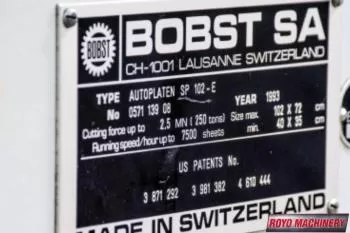 BOBST
BOBST SA
CH-1001 LAUSANNE SWITZERLAND
TYPE AUTOPLATEN SP 102-E
No 0571 139 08 YEAR 1993
Cutting force up to 2.5 MN (250 tons) Size max. 102 X 72 cm
Running speed/hour up to 7500 sheets min. 40 X 35 cm
US PATENTS No.
3 871 292 3 981 382 4 610 444
MADE IN SWITZERLAND
ROYO MACHINERY